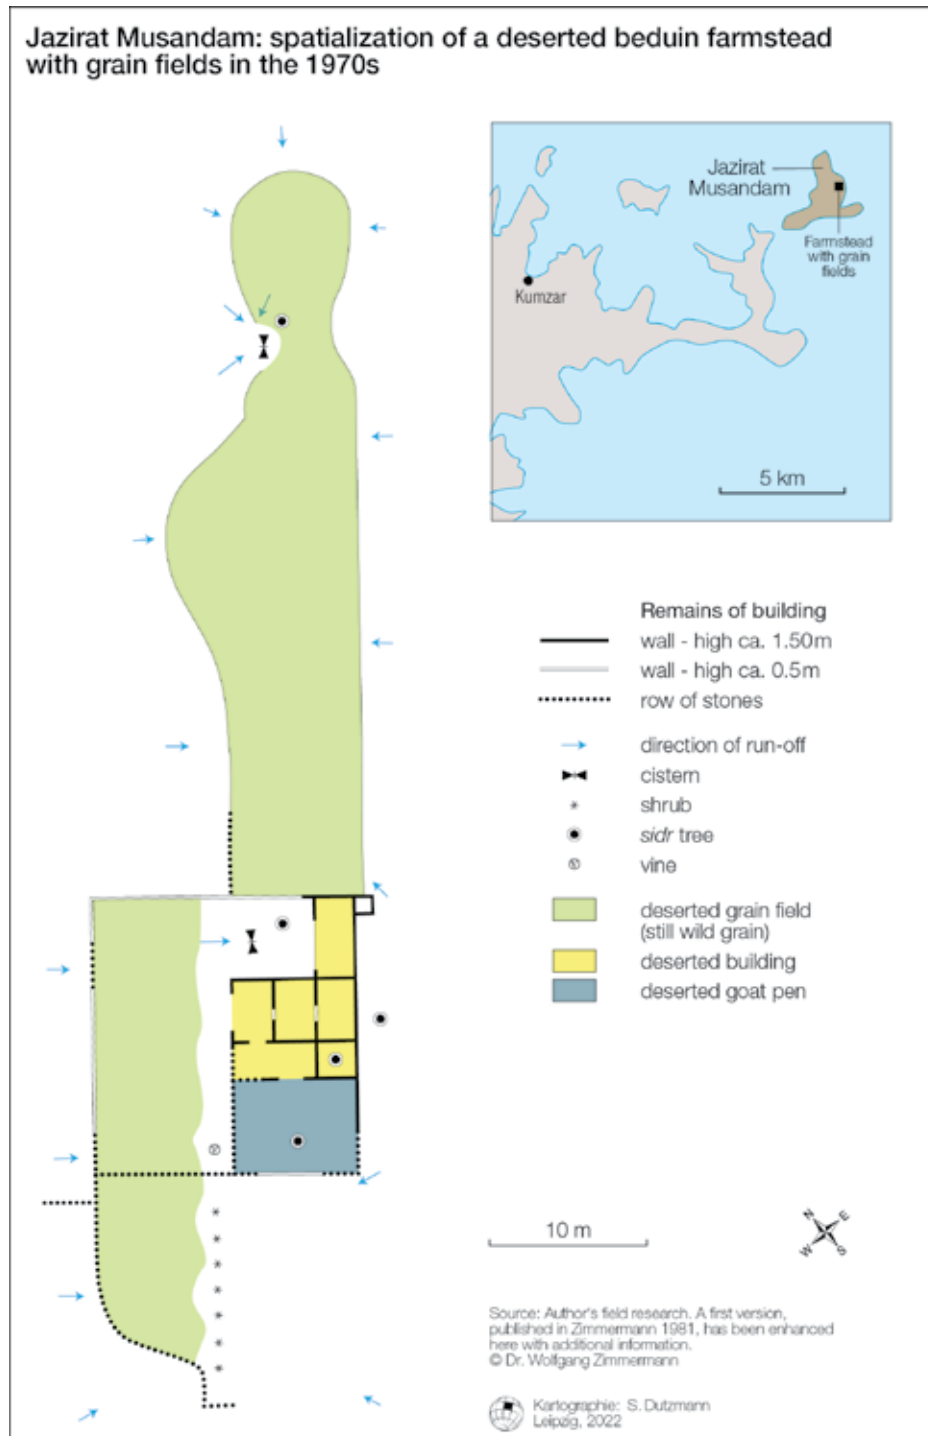 Jazirat Musandam: spatialization of a deserted beduin farmstead
with grain fields in the 1970s
Jazirat
Musandam
Farmstead
with grain
fields
Kumzar
5 km
Remains of building
wall - high ca. 1.50m
wall - high ca. 0.5m
row of stones
direction of run-off
cistern
shrub
sidr tree
vine
deserted grain field
(still wild grain)
deserted building
deserted goat pen
10 m
N
E
W
S
Source: Author's field research. A first version,
published in Zimmermann 1981, has been enhanced
here with additional information.
© Dr. Wolfgang Zimmermann
Kartographie: S. Dutzmann
Leipzig, 2022